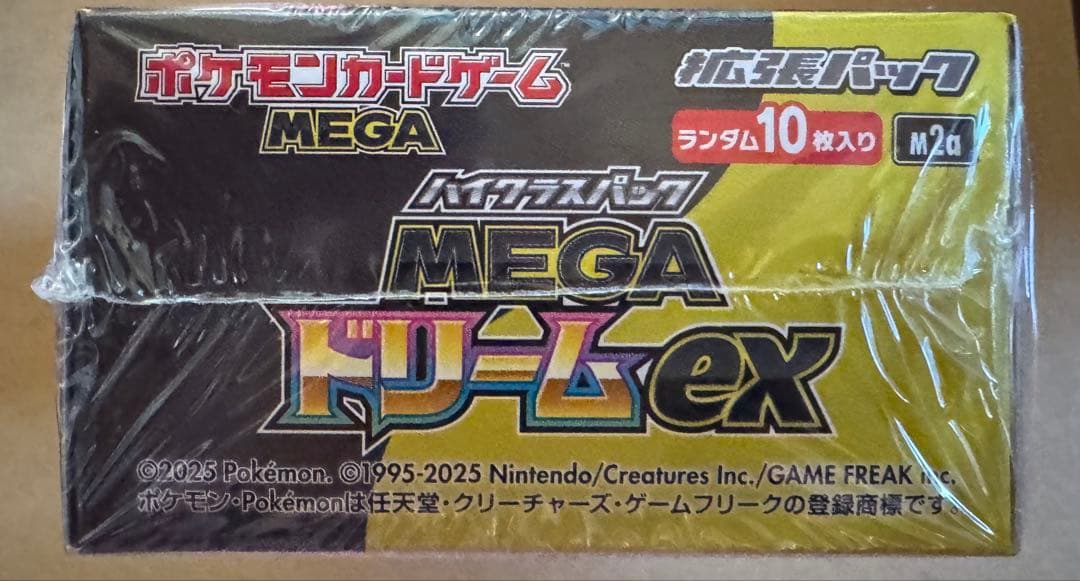 ポケモンカードゲーム™
MEGA
拡張パック
ランダム10枚入り
M2a
ハイクラスパック
MEGA
ドリームex
©2025 Pokémon. ©1995-2025 Nintendo/Creatures Inc./GAME FREAK inc.
ポケモン・Pokémonは任天堂・クリーチャーズ・ゲームフリークの登録商標です。